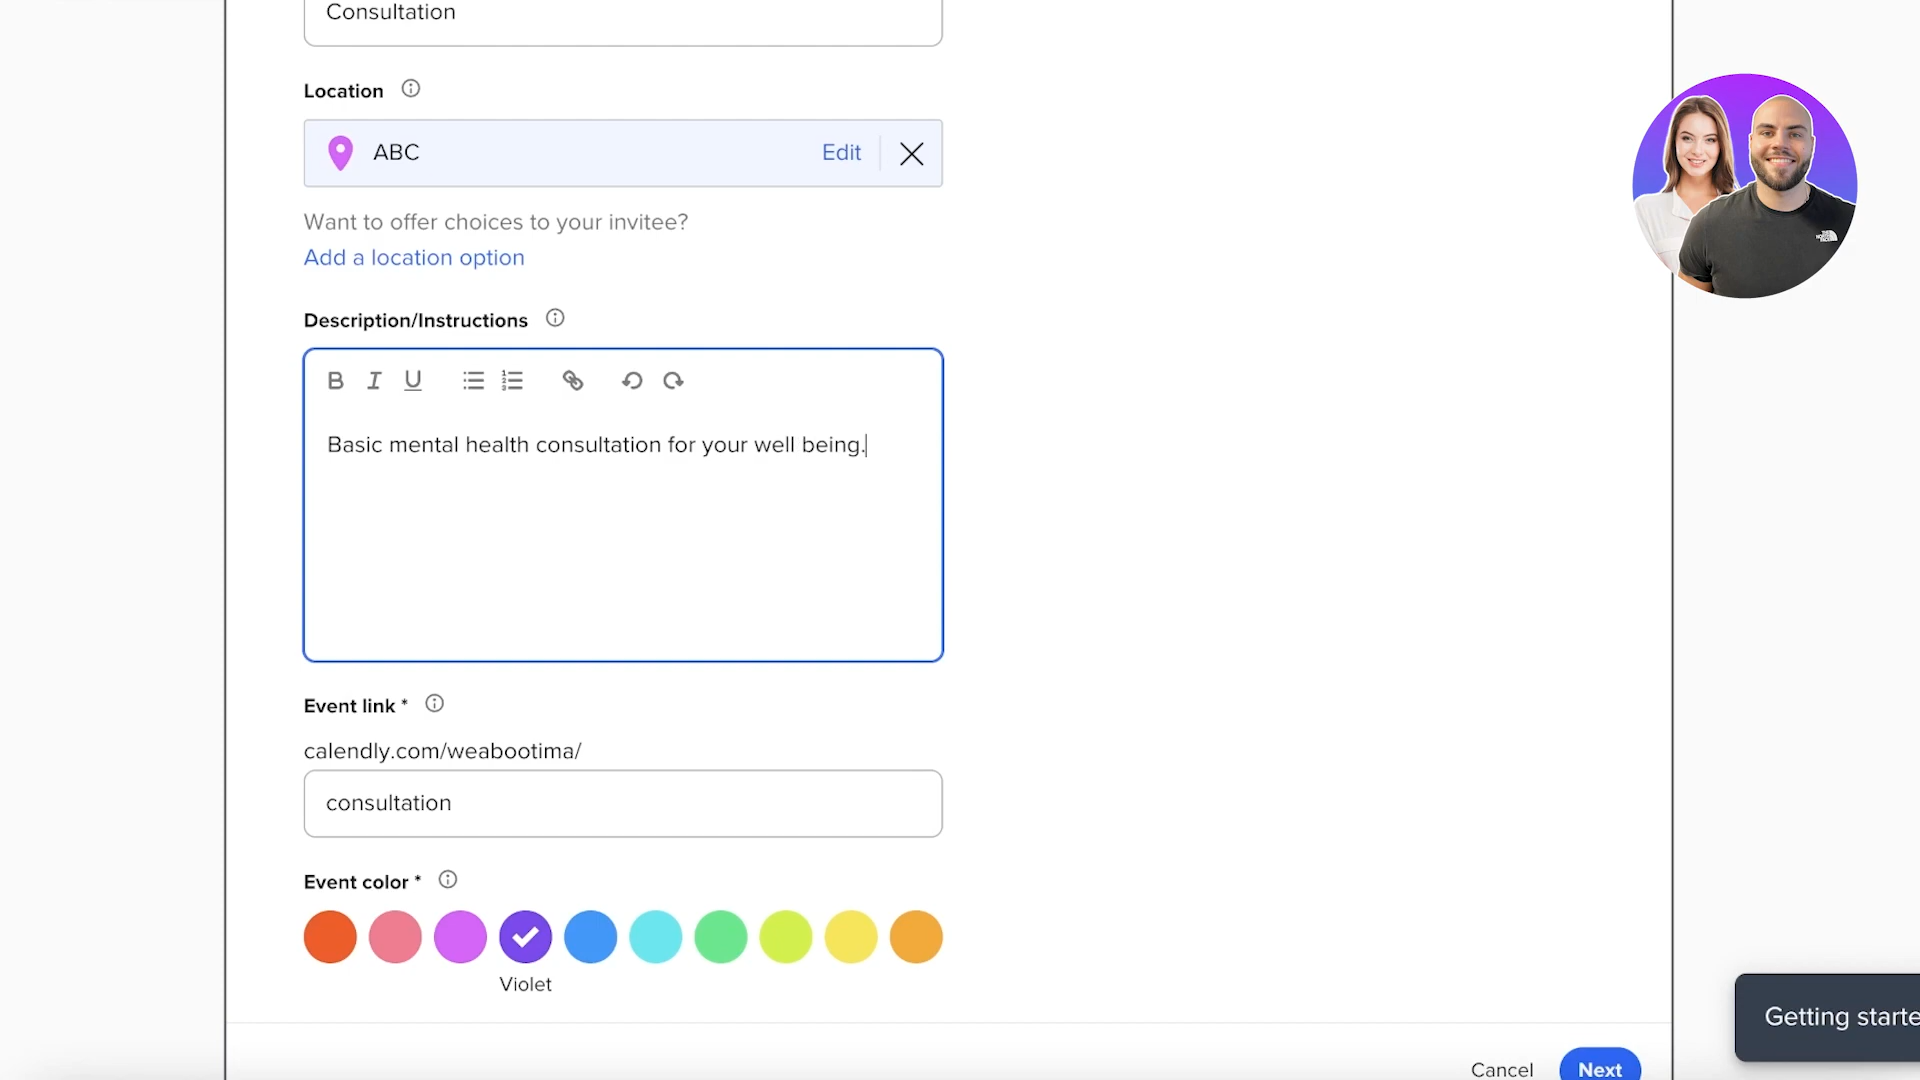 Consultation
Location
ABC
Edit
Want to offer choices to your invitee?
Add a location option
Description/Instructions
B I U
Basic mental health consultation for your well being.
Event link *
calendly.com/weabootima/
consultation
Event color *
Violet
Getting starte
Cancel
Next